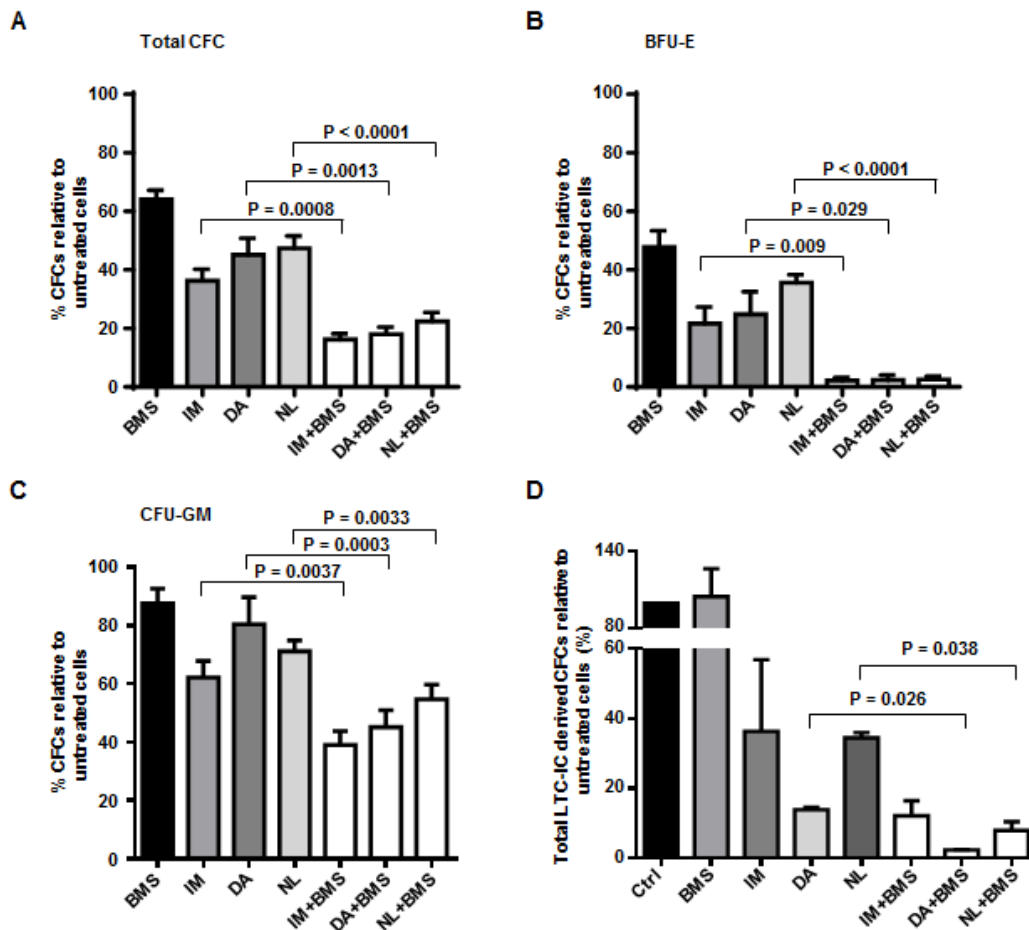 A
Total CFC
% CFCs relative to
untreated cells
100
80
60
40
20
0
P < 0.0001
P = 0.0013
P = 0.0008
BMS
IM
DA
NL
IM+BMS
DA+BMS
NL+BMS
B
BFU-E
% CFCs relative to
untreated cells
100
80
60
40
20
0
P < 0.0001
P = 0.029
P = 0.009
BMS
IM
DA
NL
IM+BMS
DA+BMS
NL+BMS
C
CFU-GM
% CFCs relative to
untreated cells
100
80
60
40
20
0
P = 0.0033
P = 0.0003
P = 0.0037
BMS
IM
DA
NL
IM+BMS
DA+BMS
NL+BMS
D
Total LTC-IC derived CFCs relative to
untreated cells (%)
140
80
60
40
20
0
P = 0.038
P = 0.026
Ctrl
BMS
IM
DA
NL
IM+BMS
DA+BMS
NL+BMS